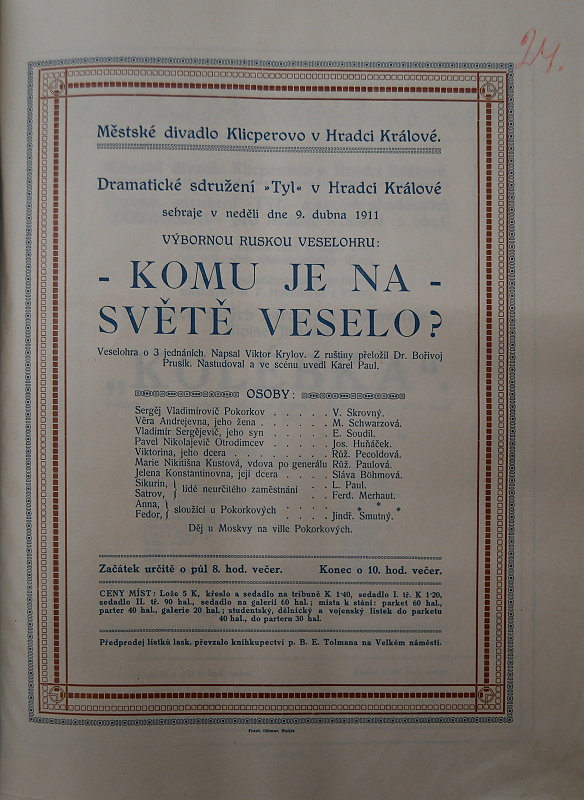 24.
Městské divadlo Klicperovo v Hradci Králové.
Dramatické sdružení »Tyl« v Hradci Králové
sehraje v neděli dne 9. dubna 1911
VÝBORNOU RUSKOU VESELOHRU:
- KOMU JE NA -
SVĚTĚ VESELO?
Veselohra o 3 jednáních. Napsal Viktor Krylov. Z ruštiny přeložil Dr. Bořivoj
Prusík. Nastudoval a ve scénu uvedl Karel Paul.
OSOBY:
Sergěj Vladimírovič Pokorkov . . . . . V. Skrovný.
Věra Andrejevna, jeho žena . . . . . . M. Schwarzová.
Vladimír Sergějevič, jeho syn . . . . . E. Soudil.
Pavel Nikolajevič Otrodimcev . . . . . Jos. Huňáček.
Viktorina, jeho dcera . . . . . . . . Růž. Pecoldová.
Marie Nikitišna Kustová, vdova po generálu Růž. Paulová.
Jelena Konstantinovna, její dcera . . . . Sláva Böhmová.
Sikurin, } lidé neurčitého zaměstnání . . L. Paul.
Satrov, . . Ferd. Merhaut.
Anna, } sloužící u Pokorkových . . . * * *
Fedor, Jindř. Smutný.
Děj u Moskvy na ville Pokorkových.
Začátek určitě o půl 8. hod. večer. Konec o 10. hod. večer.
CENY MÍST: Lože 5 K, křeslo a sedadlo na tribuně K 1·40, sedadlo I. tř. K 1·20,
sedadlo II. tř. 90 hal., sedadlo na galerii 60 hal.; místa k stání: parket 60 hal.,
parter 40 hal., galerie 20 hal.; studentský, dělnický a vojenský lístek do parketu
40 hal., do parteru 30 hal.
Předprodej lístků lask. převzalo knihkupectví p. B. E. Tolmana na Velkém náměstí.